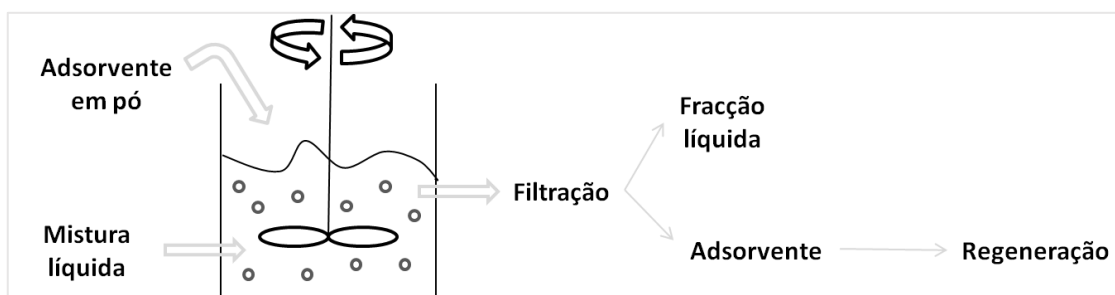 Adsorvente
em pó
Mistura
líquida
Filtração
Fracção
líquida
Adsorvente
Regeneração